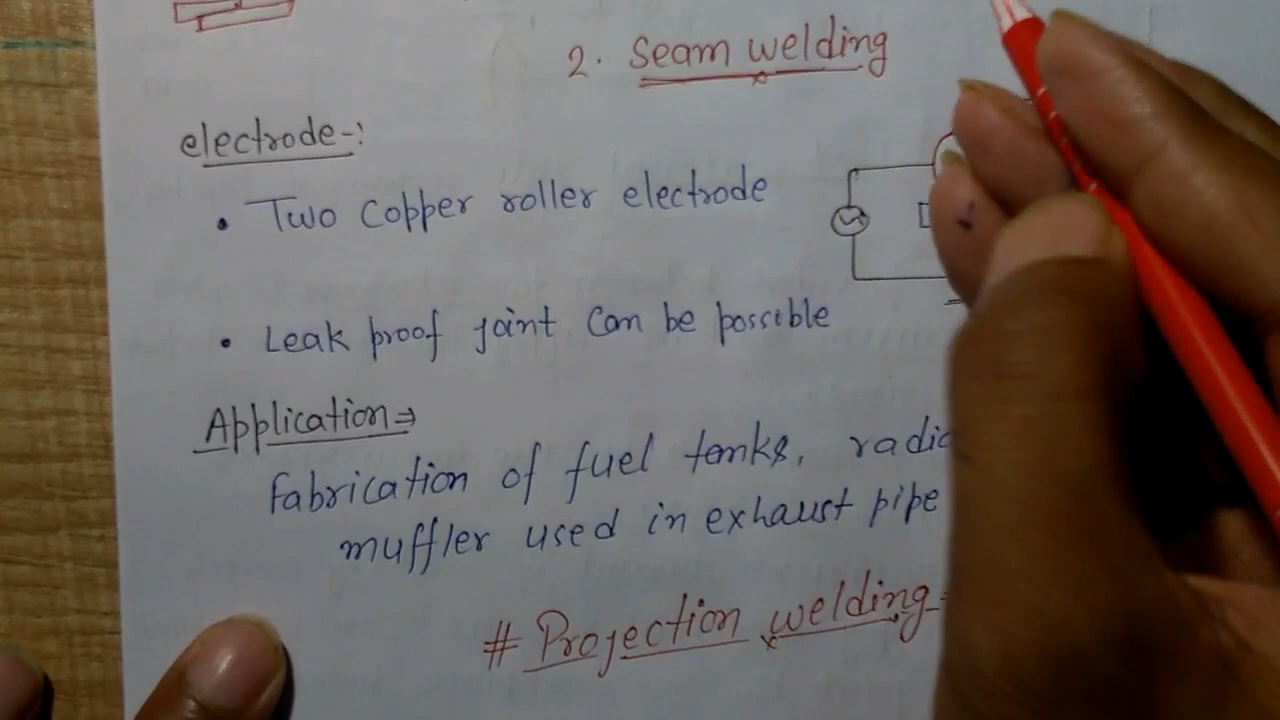 2. Seam welding
electrode-:
• Two Copper roller electrode
• Leak proof joint Can be possible
Application⇒
fabrication of fuel tanks,
muffler used in exhaust pipe
# Projection welding-